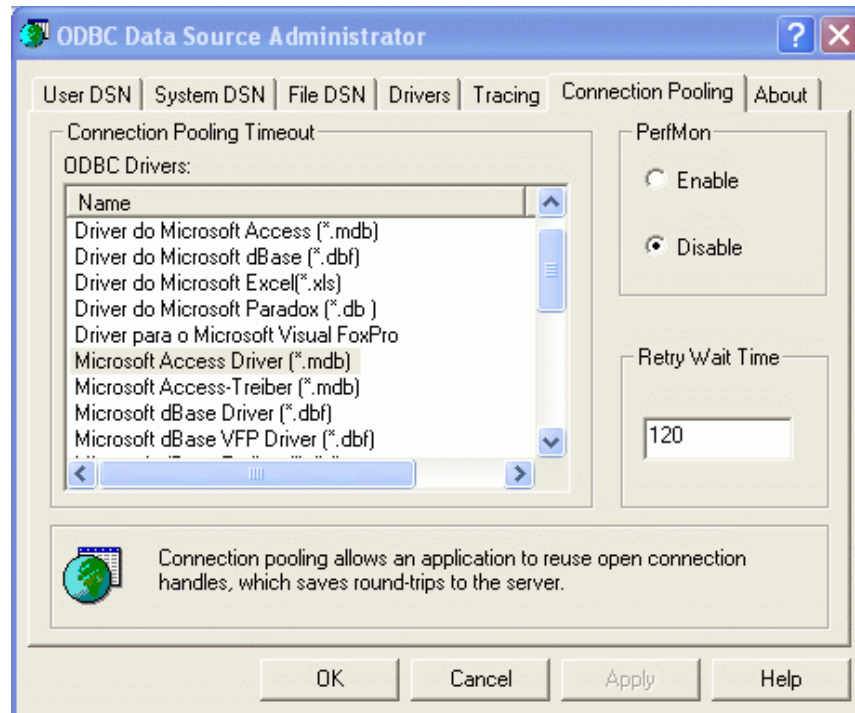 ODBC Data Source Administrator
User DSN
System DSN
File DSN
Drivers
Tracing
Connection Pooling
About
Connection Pooling Timeout
ODBC Drivers:
Name
Driver do Microsoft Access (*.mdb)
Driver do Microsoft dBase (*.dbf)
Driver do Microsoft Excel(*.xls)
Driver do Microsoft Paradox (*.db )
Driver para o Microsoft Visual FoxPro
Microsoft Access Driver (*.mdb)
Microsoft Access-Treiber (*.mdb)
Microsoft dBase Driver (*.dbf)
Microsoft dBase VFP Driver (*.dbf)
PerfMon
Enable
Disable
Retry Wait Time
120
Connection pooling allows an application to reuse open connection
handles, which saves round-trips to the server.
OK
Cancel
Apply
Help